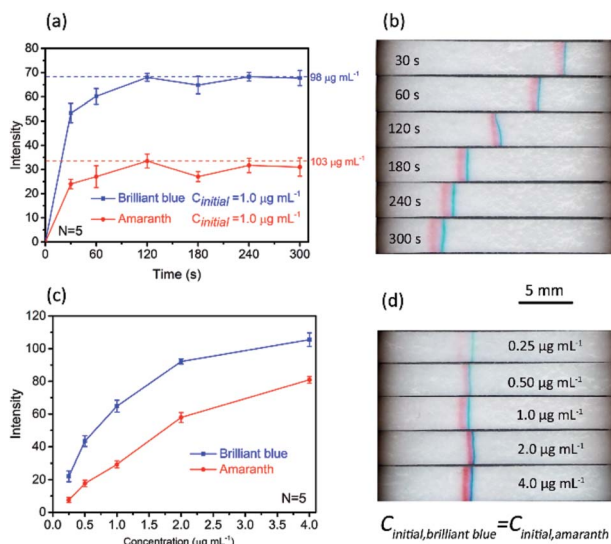 (a)
80
70
60
50
40
30
20
10
0
Intensity
98 µg mL⁻¹
103 µg mL⁻¹
Brilliant blue C_initial =1.0 µg mL⁻¹
Amaranth C_initial =1.0 µg mL⁻¹
N=5
0 60 120 180 240 300
Time (s)
(b)
30 s
60 s
120 s
180 s
240 s
300 s
5 mm
(c)
120
100
80
60
40
20
0
Intensity
Brilliant blue
Amaranth
N=5
0.0 0.5 1.0 1.5 2.0 2.5 3.0 3.5 4.0
Concentration (µg mL⁻¹)
(d)
0.25 µg mL⁻¹
0.50 µg mL⁻¹
1.0 µg mL⁻¹
2.0 µg mL⁻¹
4.0 µg mL⁻¹
C_initial,brilliant blue=C_initial,amaranth